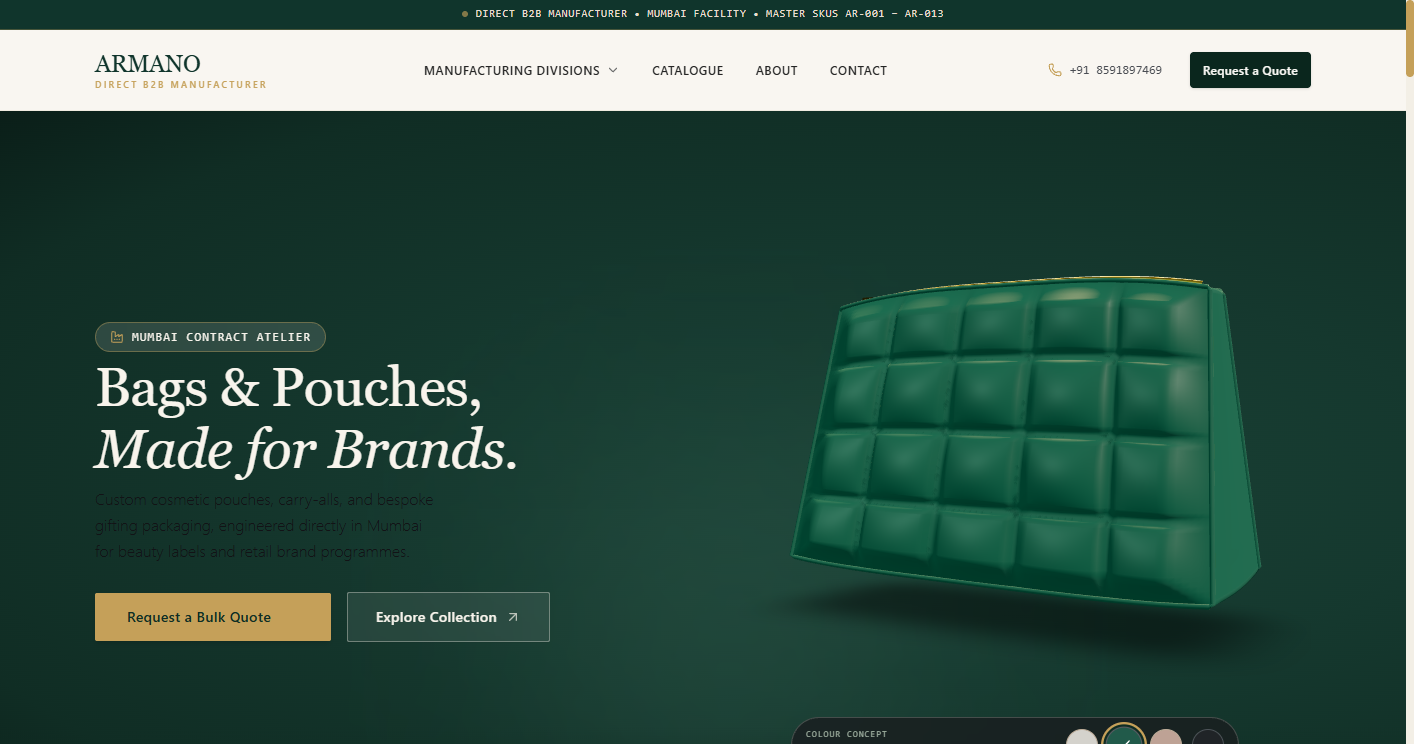 DIRECT B2B MANUFACTURER • MUMBAI FACILITY • MASTER SKUS AR-001 – AR-013
ARMANO
DIRECT B2B MANUFACTURER
MANUFACTURING DIVISIONS
CATALOGUE
ABOUT
CONTACT
+91 8591897469
Request a Quote
MUMBAI CONTRACT ATELIER
Bags & Pouches,
Made for Brands.
Custom cosmetic pouches, carry-alls, and bespoke
gifting packaging, engineered directly in Mumbai
for beauty labels and retail brand programmes.
Request a Bulk Quote
Explore Collection
COLOUR CONCEPT